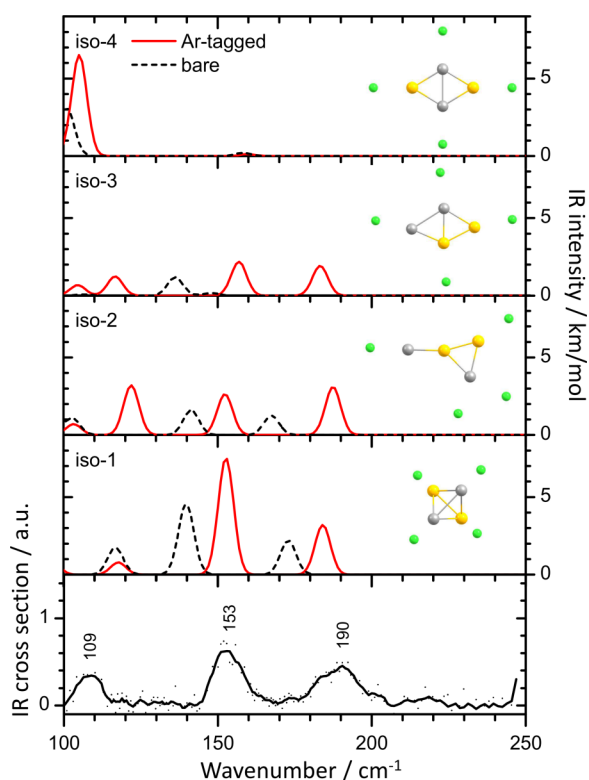 iso-4
Ar-tagged
bare
5
0
iso-3
5
0
iso-2
5
0
iso-1
5
0
IR intensity / km/mol
109
153
190
1
0
IR cross section / a.u.
100
150
200
250
Wavenumber / cm-1